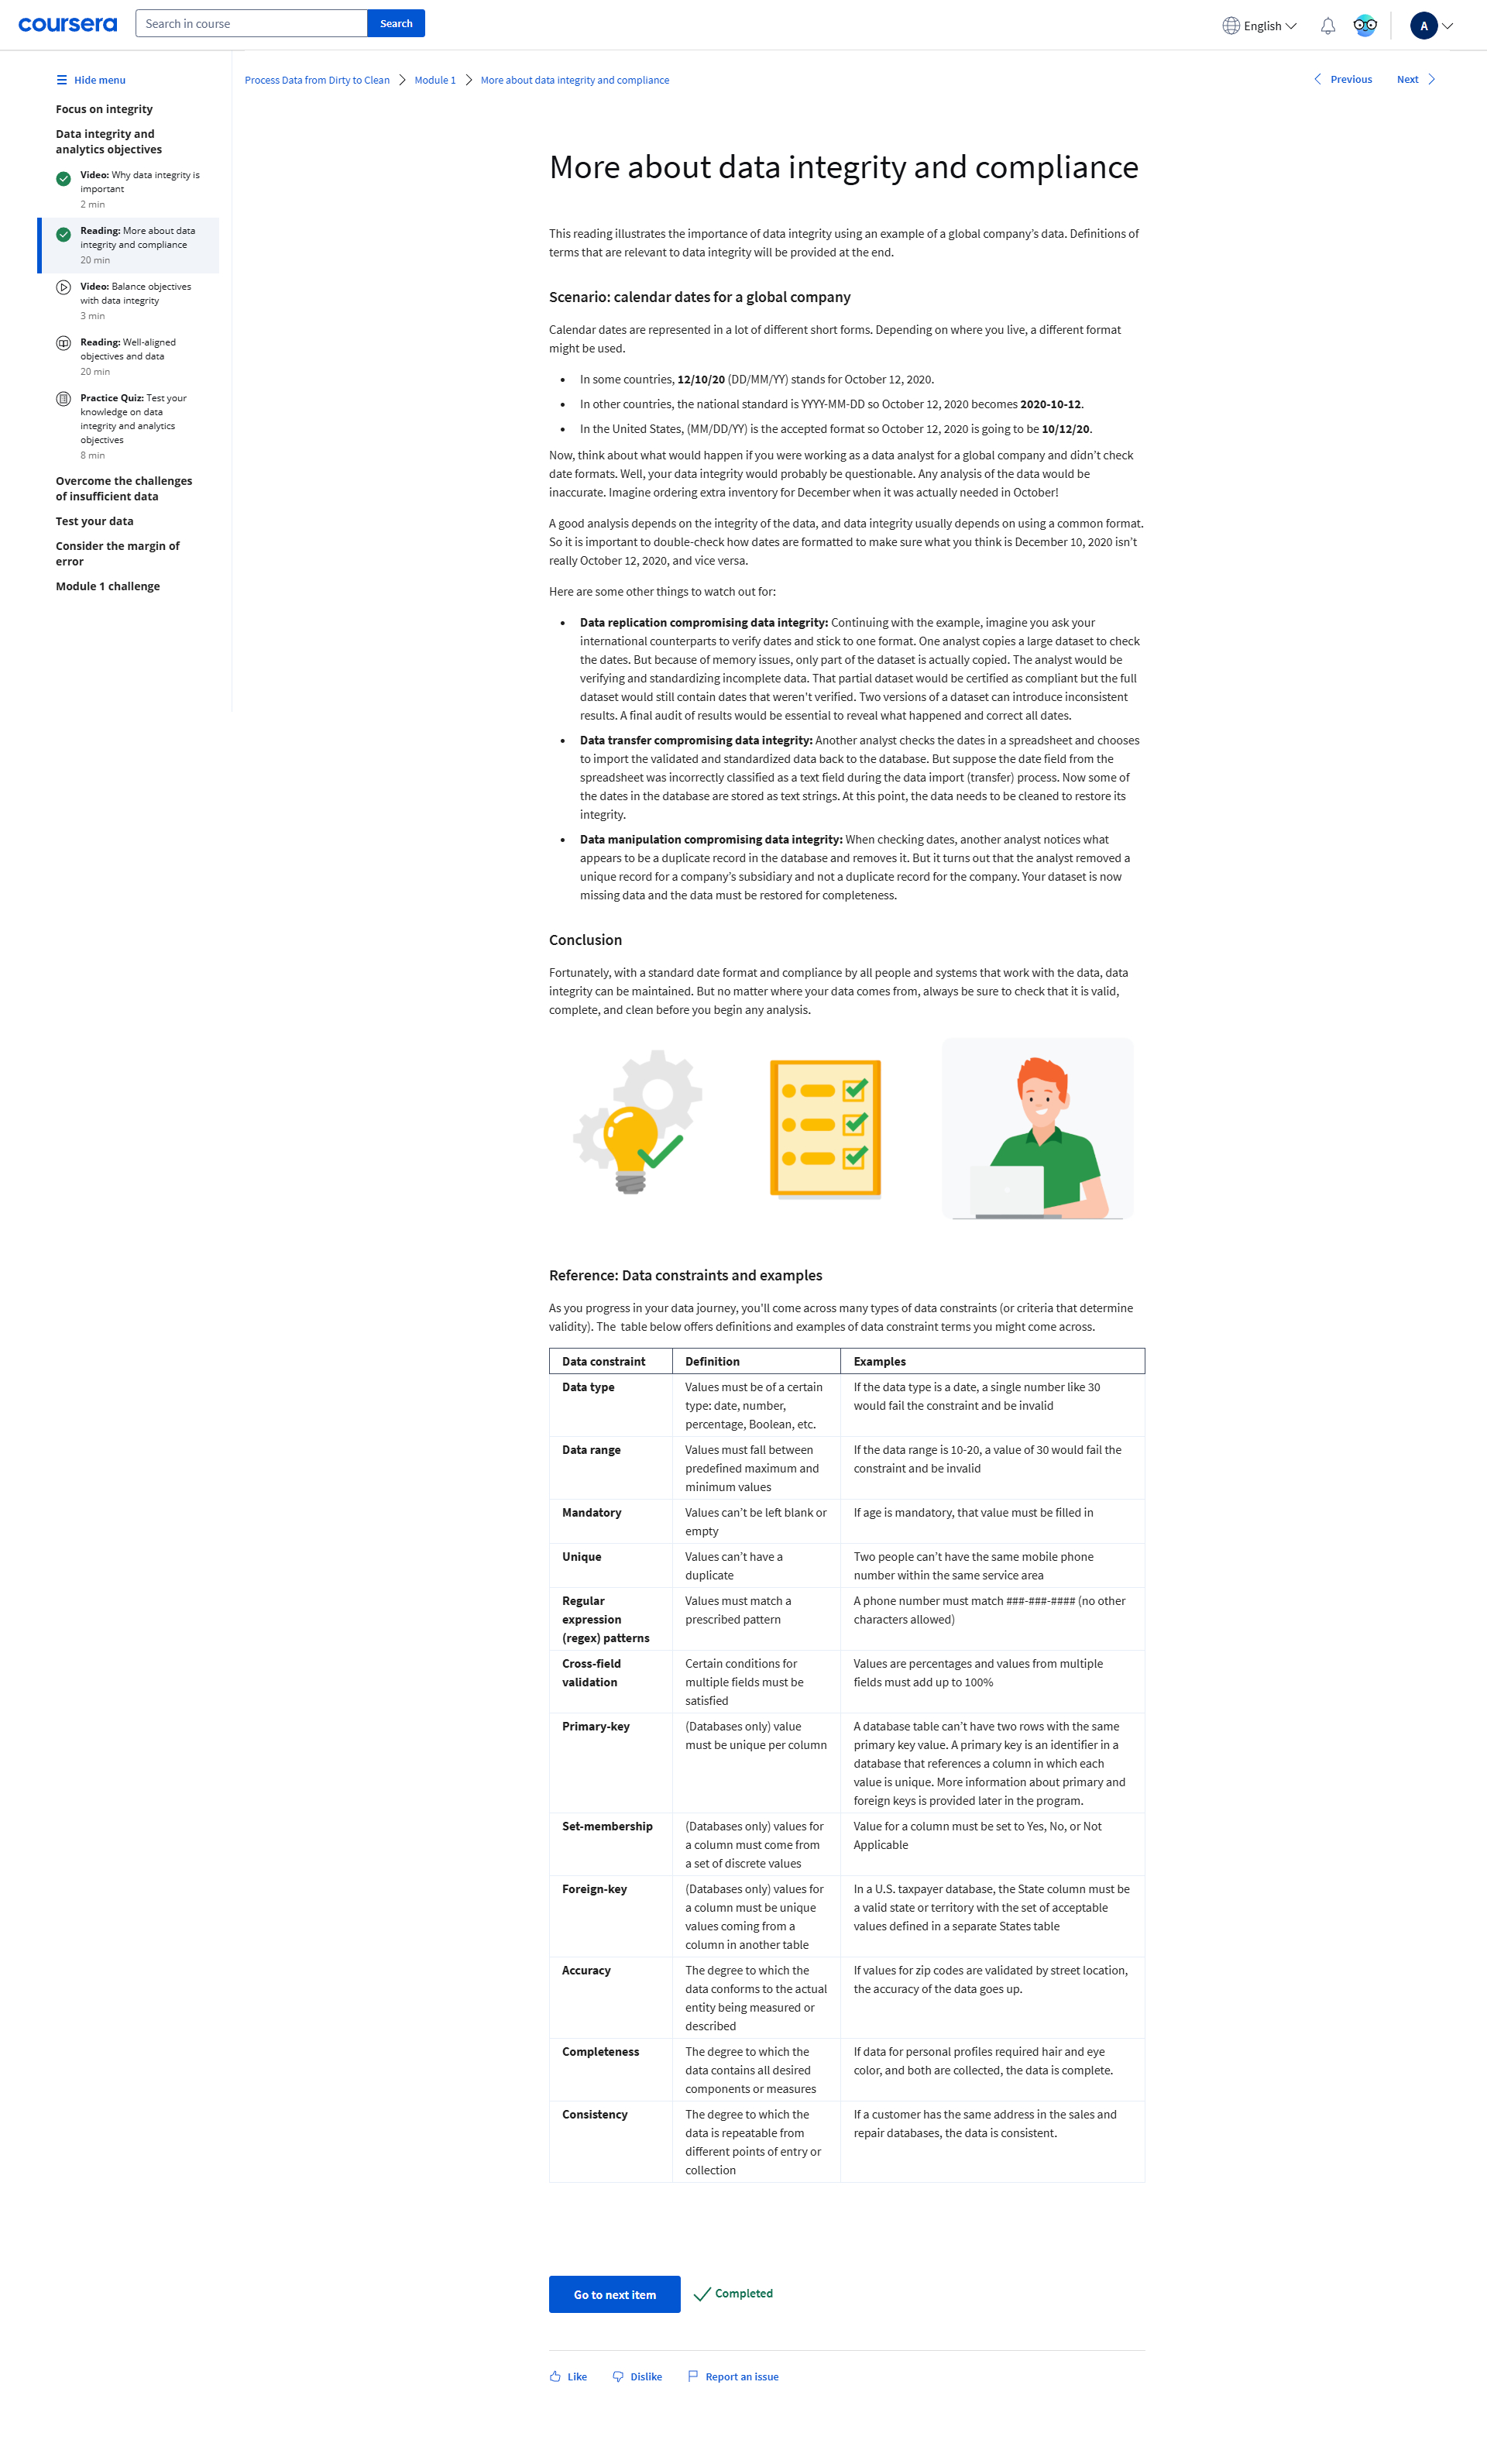 coursera
Search in course
Search
English
A
Hide menu
Focus on integrity
Data integrity and
analytics objectives
Video: Why data integrity is
important
2 min
Reading: More about data
integrity and compliance
20 min
Video: Balance objectives
with data integrity
3 min
Reading: Well-aligned
objectives and data
20 min
Practice Quiz: Test your
knowledge on data
integrity and analytics
objectives
8 min
Overcome the challenges
of insufficient data
Test your data
Consider the margin of
error
Module 1 challenge
Process Data from Dirty to Clean
Module 1
More about data integrity and compliance
Previous
Next
More about data integrity and compliance
This reading illustrates the importance of data integrity using an example of a global company’s data. Definitions of
terms that are relevant to data integrity will be provided at the end.
Scenario: calendar dates for a global company
Calendar dates are represented in a lot of different short forms. Depending on where you live, a different format
might be used.
• In some countries, 12/10/20 (DD/MM/YY) stands for October 12, 2020.
• In other countries, the national standard is YYYY-MM-DD so October 12, 2020 becomes 2020-10-12.
• In the United States, (MM/DD/YY) is the accepted format so October 12, 2020 is going to be 10/12/20.
Now, think about what would happen if you were working as a data analyst for a global company and didn’t check
date formats. Well, your data integrity would probably be questionable. Any analysis of the data would be
inaccurate. Imagine ordering extra inventory for December when it was actually needed in October!
A good analysis depends on the integrity of the data, and data integrity usually depends on using a common format.
So it is important to double-check how dates are formatted to make sure what you think is December 10, 2020 isn’t
really October 12, 2020, and vice versa.
Here are some other things to watch out for:
• Data replication compromising data integrity: Continuing with the example, imagine you ask your
international counterparts to verify dates and stick to one format. One analyst copies a large dataset to check
the dates. But because of memory issues, only part of the dataset is actually copied. The analyst would be
verifying and standardizing incomplete data. That partial dataset would be certified as compliant but the full
dataset would still contain dates that weren't verified. Two versions of a dataset can introduce inconsistent
results. A final audit of results would be essential to reveal what happened and correct all dates.
• Data transfer compromising data integrity: Another analyst checks the dates in a spreadsheet and chooses
to import the validated and standardized data back to the database. But suppose the date field from the
spreadsheet was incorrectly classified as a text field during the data import (transfer) process. Now some of
the dates in the database are stored as text strings. At this point, the data needs to be cleaned to restore its
integrity.
• Data manipulation compromising data integrity: When checking dates, another analyst notices what
appears to be a duplicate record in the database and removes it. But it turns out that the analyst removed a
unique record for a company’s subsidiary and not a duplicate record for the company. Your dataset is now
missing data and the data must be restored for completeness.
Conclusion
Fortunately, with a standard date format and compliance by all people and systems that work with the data, data
integrity can be maintained. But no matter where your data comes from, always be sure to check that it is valid,
complete, and clean before you begin any analysis.
Reference: Data constraints and examples
As you progress in your data journey, you'll come across many types of data constraints (or criteria that determine
validity). The  table below offers definitions and examples of data constraint terms you might come across.
Data constraint
Definition
Examples
Data type
Values must be of a certain
type: date, number,
percentage, Boolean, etc.
If the data type is a date, a single number like 30
would fail the constraint and be invalid
Data range
Values must fall between
predefined maximum and
minimum values
If the data range is 10-20, a value of 30 would fail the
constraint and be invalid
Mandatory
Values can’t be left blank or
empty
If age is mandatory, that value must be filled in
Unique
Values can’t have a
duplicate
Two people can’t have the same mobile phone
number within the same service area
Regular
expression
(regex) patterns
Values must match a
prescribed pattern
A phone number must match ###-###-#### (no other
characters allowed)
Cross-field
validation
Certain conditions for
multiple fields must be
satisfied
Values are percentages and values from multiple
fields must add up to 100%
Primary-key
(Databases only) value
must be unique per column
A database table can’t have two rows with the same
primary key value. A primary key is an identifier in a
database that references a column in which each
value is unique. More information about primary and
foreign keys is provided later in the program.
Set-membership
(Databases only) values for
a column must come from
a set of discrete values
Value for a column must be set to Yes, No, or Not
Applicable
Foreign-key
(Databases only) values for
a column must be unique
values coming from a
column in another table
In a U.S. taxpayer database, the State column must be
a valid state or territory with the set of acceptable
values defined in a separate States table
Accuracy
The degree to which the
data conforms to the actual
entity being measured or
described
If values for zip codes are validated by street location,
the accuracy of the data goes up.
Completeness
The degree to which the
data contains all desired
components or measures
If data for personal profiles required hair and eye
color, and both are collected, the data is complete.
Consistency
The degree to which the
data is repeatable from
different points of entry or
collection
If a customer has the same address in the sales and
repair databases, the data is consistent.
Go to next item
Completed
Like
Dislike
Report an issue